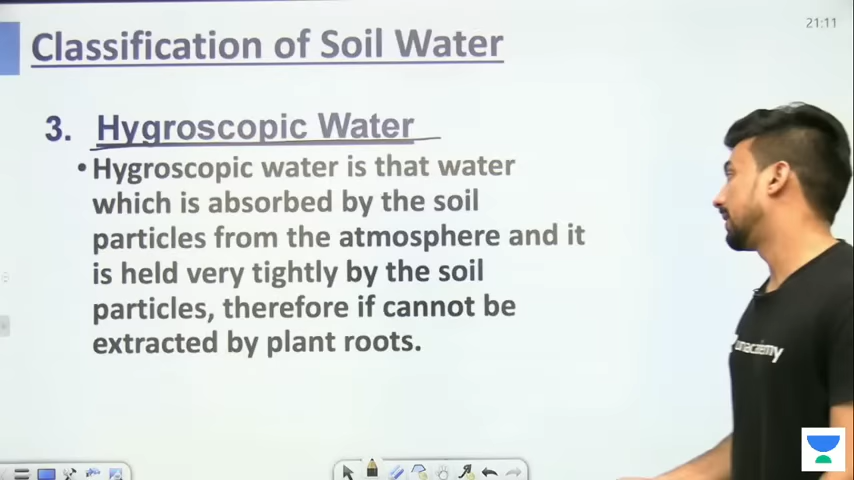 21:11
Classification of Soil Water
3. Hygroscopic Water
• Hygroscopic water is that water
which is absorbed by the soil
particles from the atmosphere and it
is held very tightly by the soil
particles, therefore if cannot be
extracted by plant roots.
unacademy